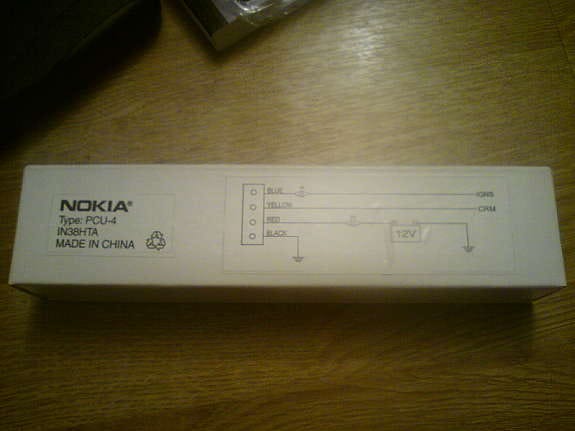 NOKIA®
Type: PCU-4
IN38HTA
MADE IN CHINA
BLUE IGNS
YELLOW CRM
RED
BLACK
12V